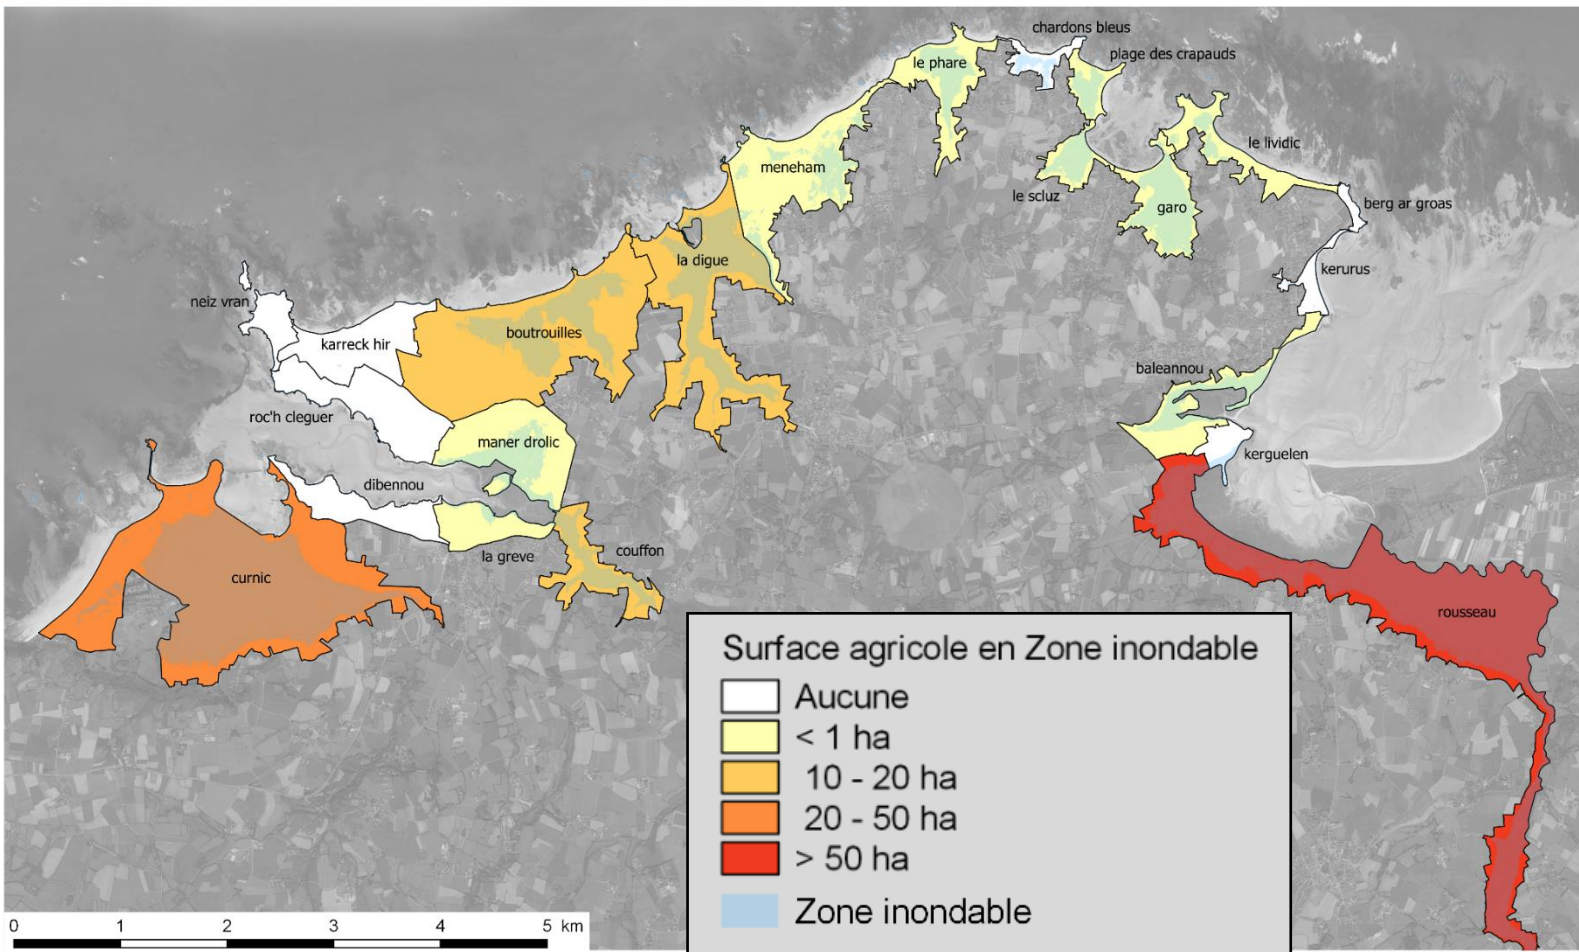 chardons bleus
plage des crapauds
le phare
le lividic
meneham
le scluz
garo
berg ar groas
la digue
kerurus
neiz vran
boutrouilles
karreck hir
baleannou
roc'h cleguer
maner drolic
kerguelen
dibennou
la greve
couffon
curnic
rousseau
Surface agricole en Zone inondable
Aucune
< 1 ha
10 - 20 ha
20 - 50 ha
> 50 ha
Zone inondable
0 1 2 3 4 5 km